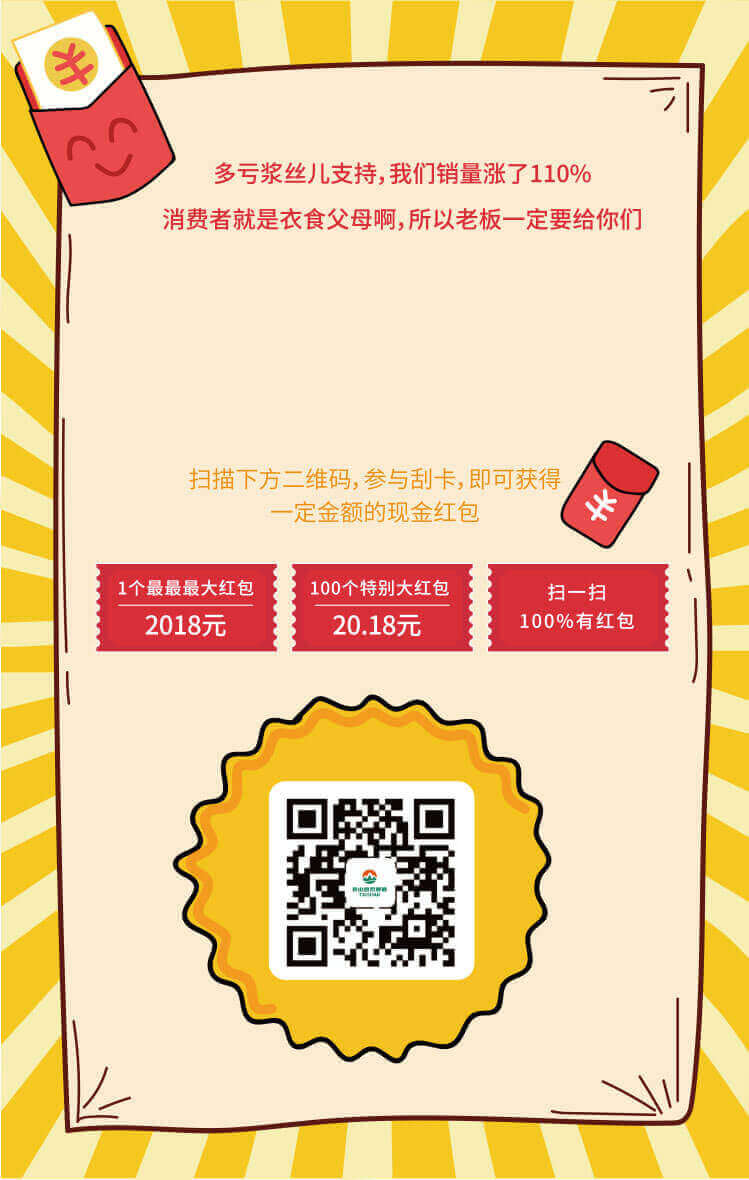 多亏浆丝儿支持，我们销量涨了110%
消费者就是衣食父母啊，所以老板一定要给你们
扫描下方二维码，参与刮卡，即可获得
一定金额的现金红包
1个最最最大红包
2018元
100个特别大红包
20.18元
扫一扫
100%有红包